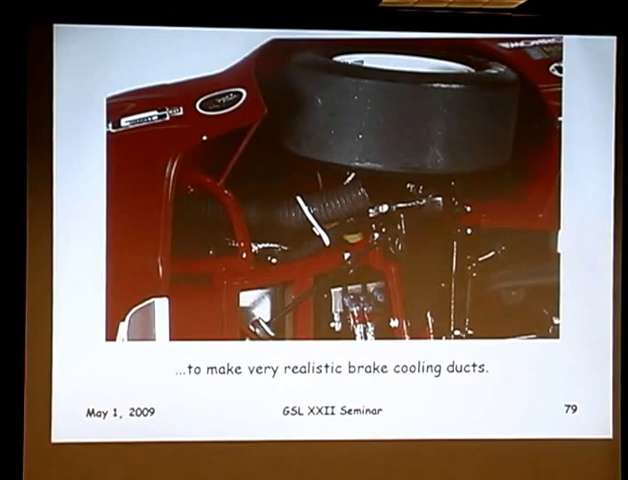 ...to make very realistic brake cooling ducts.
May 1, 2009
GSL XXII Seminar
79